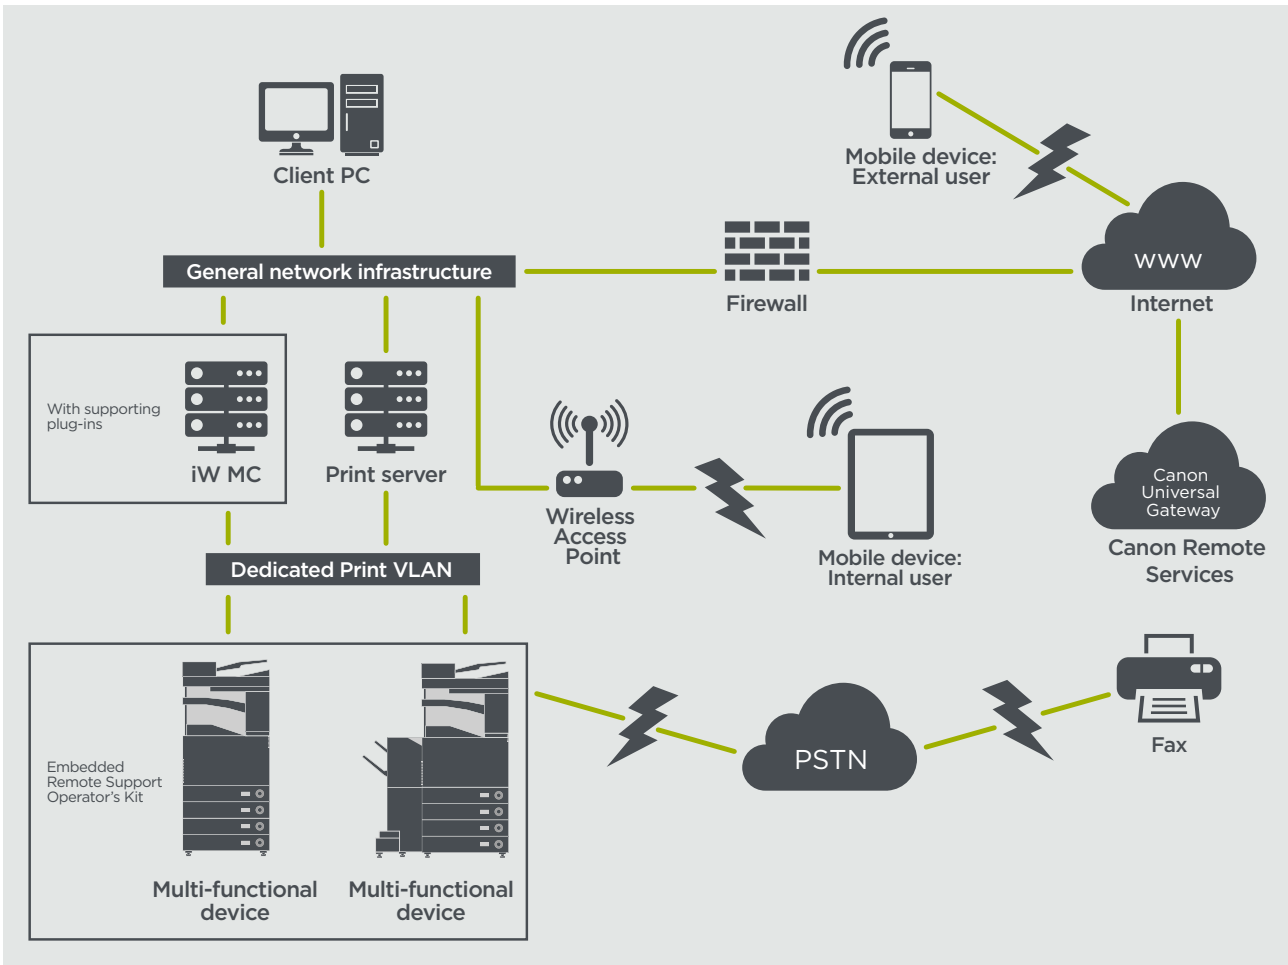 Client PC
Mobile device:
External user
General network infrastructure
Firewall
WWW
Internet
With supporting
plug-ins
iW MC
Print server
Wireless
Access
Point
Mobile device:
Internal user
Canon
Universal
Gateway
Canon Remote
Services
Dedicated Print VLAN
Embedded
Remote Support
Operator's Kit
Multi-functional
device
Multi-functional
device
PSTN
Fax